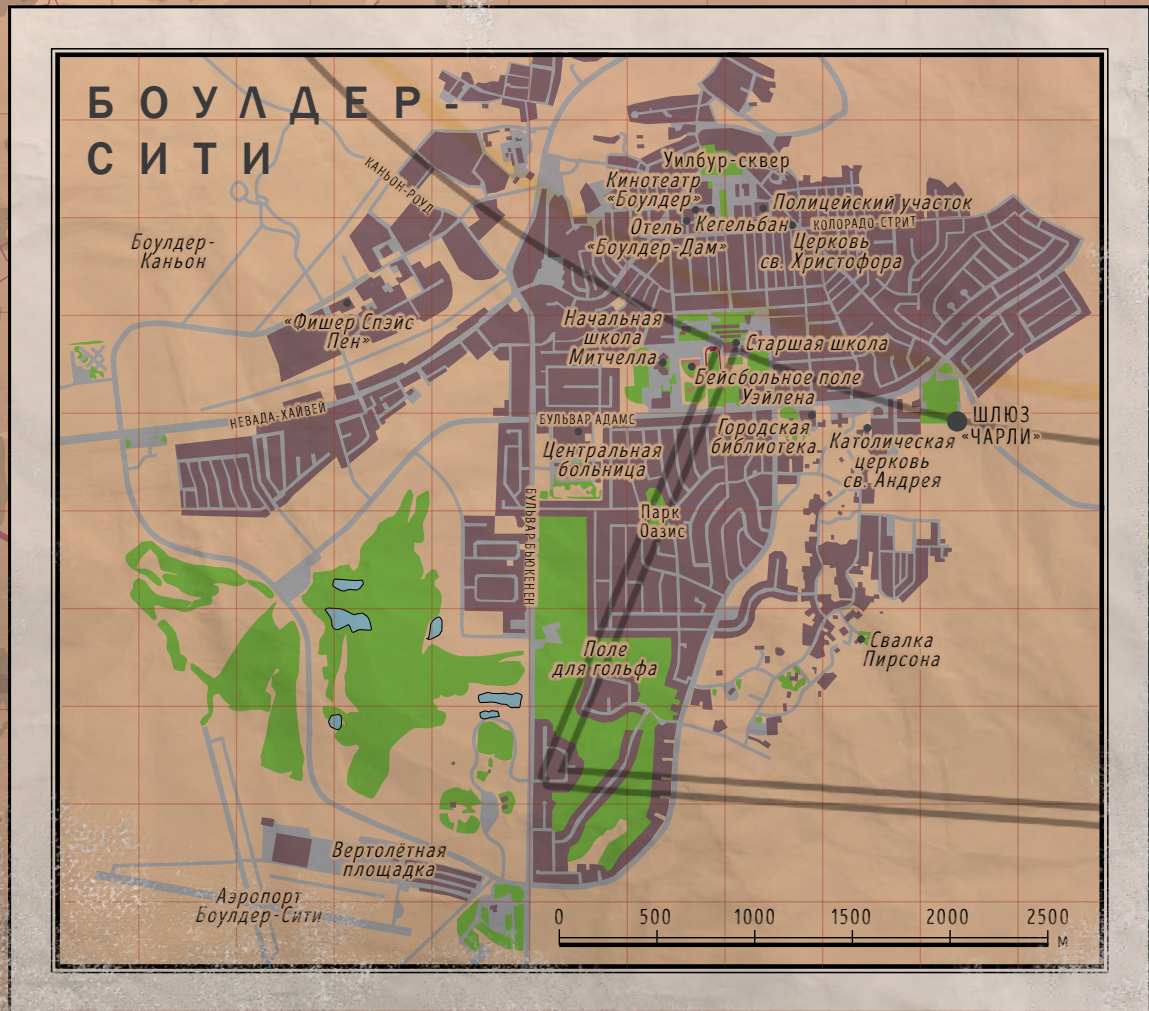 БОУЛДЕР-
СИТИ
КАНЬОН-РОУД
Уилбур-сквер
Кинотеатр
«Боулдер»
Полицейский участок
Отель
«Боулдер-Дам»
Кегельбан
КОЛОРАДО-СТРИТ
Церковь
св. Христофора
Боулдер-
Каньон
«Фишер Спэйс
Пен»
Начальная
школа
Митчелла
Старшая школа
Бейсбольное поле
Уэйлена
НЕВАДА-ХАЙВЕЙ
БУЛЬВАР АДАМС
Городская
библиотека
ШЛЮЗ
«ЧАРЛИ»
Католическая
церковь
св. Андрея
Центральная
больница
БУЛЬВАР БЬЮКЕНЕН
Парк
Оазис
Поле
для гольфа
Свалка
Пирсона
Вертолётная
площадка
Аэропорт
Боулдер-Сити
0 500 1000 1500 2000 2500
М